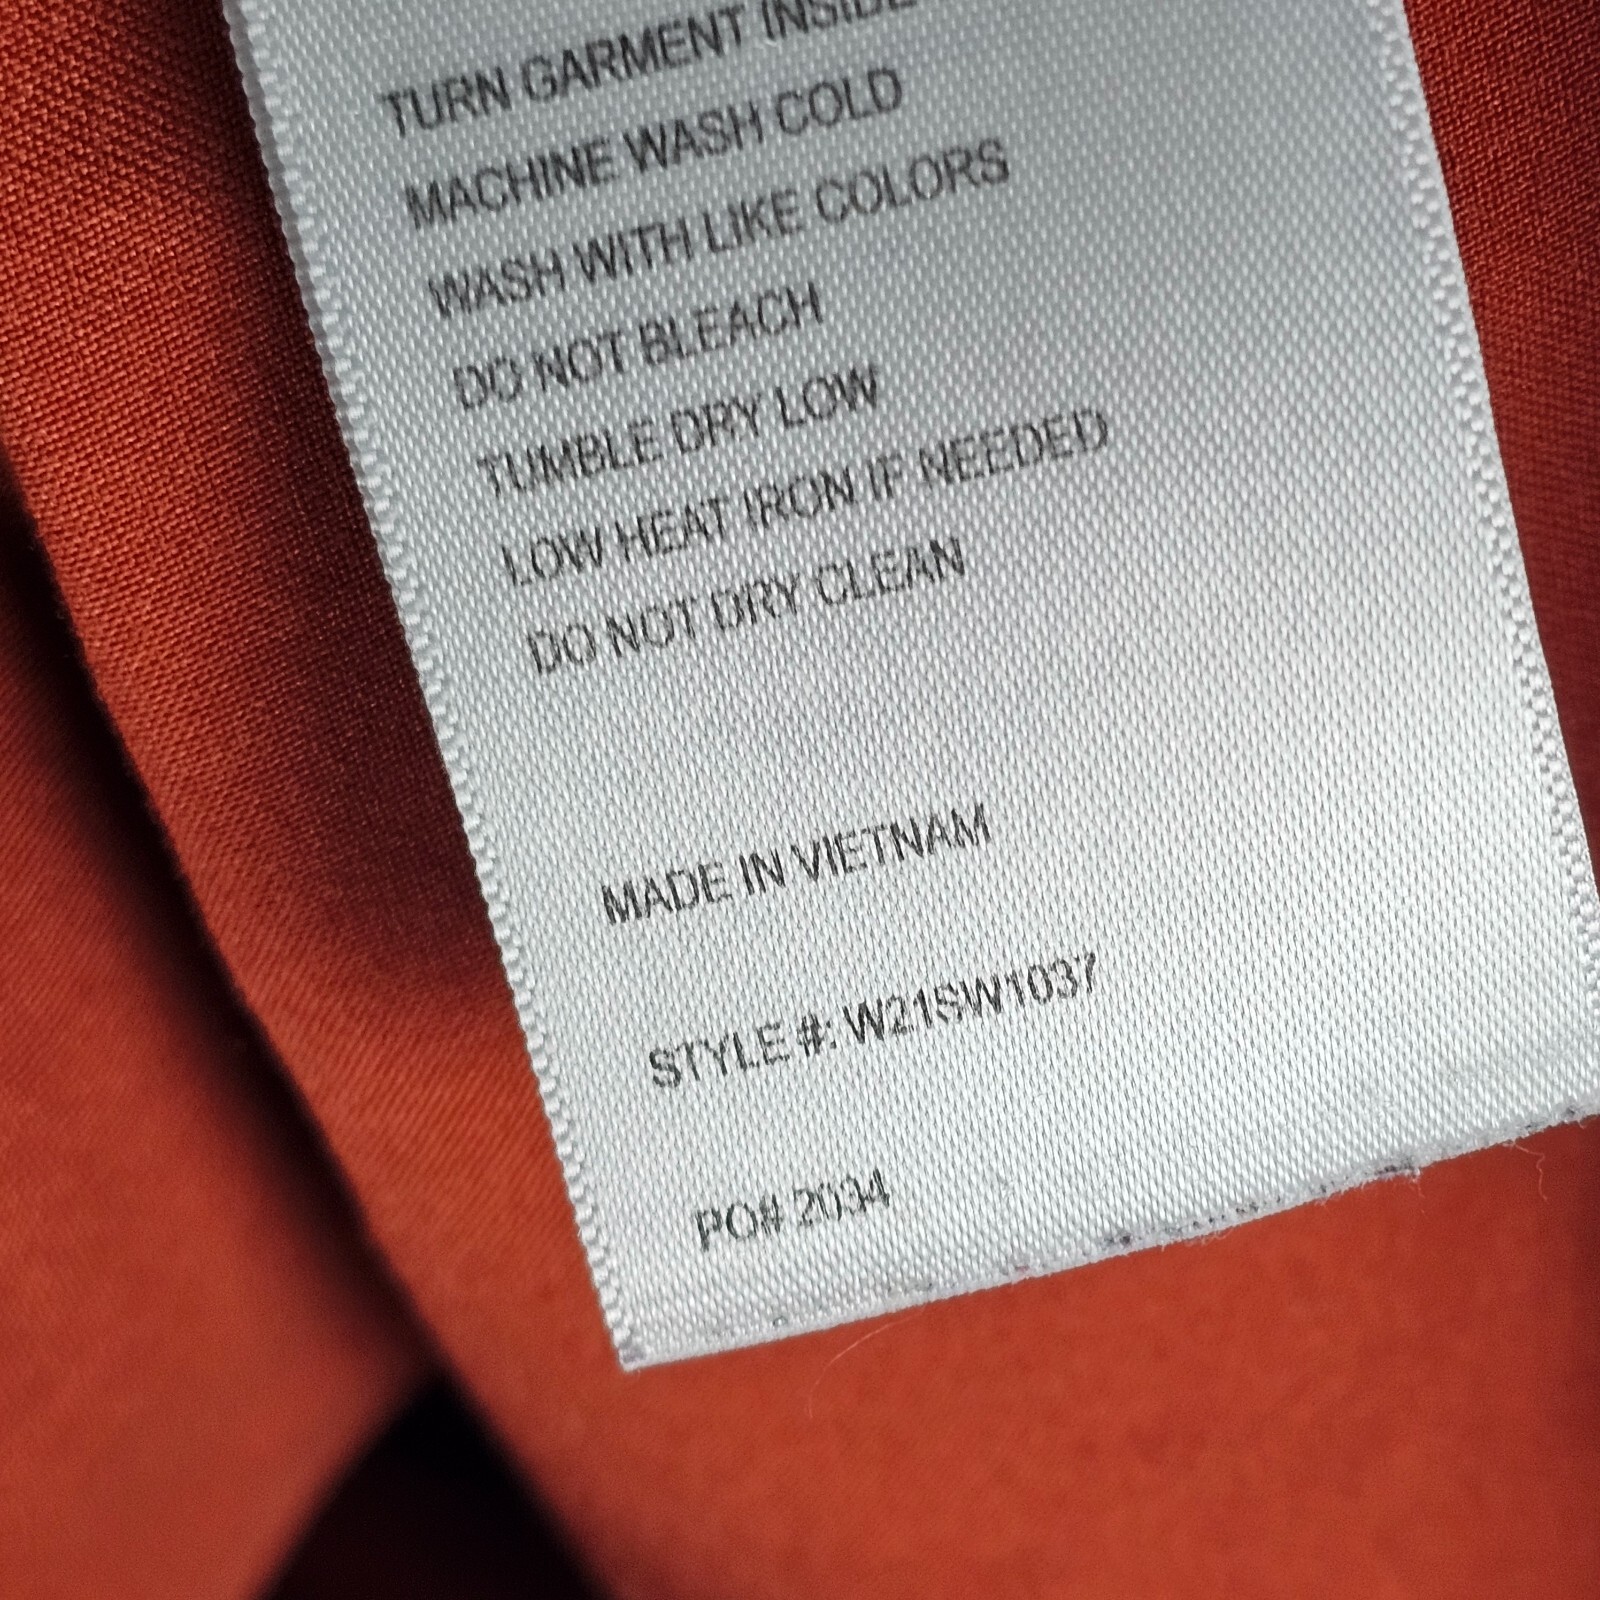 TURN GARMENT INSIDE
MACHINE WASH COLD
WASH WITH LIKE COLORS
DO NOT BLEACH
TUMBLE DRY LOW
LOW HEAT IRON IF NEEDED
DO NOT DRY CLEAN
MADE IN VIETNAM
STYLE #: W21SW1037
PO# 2034